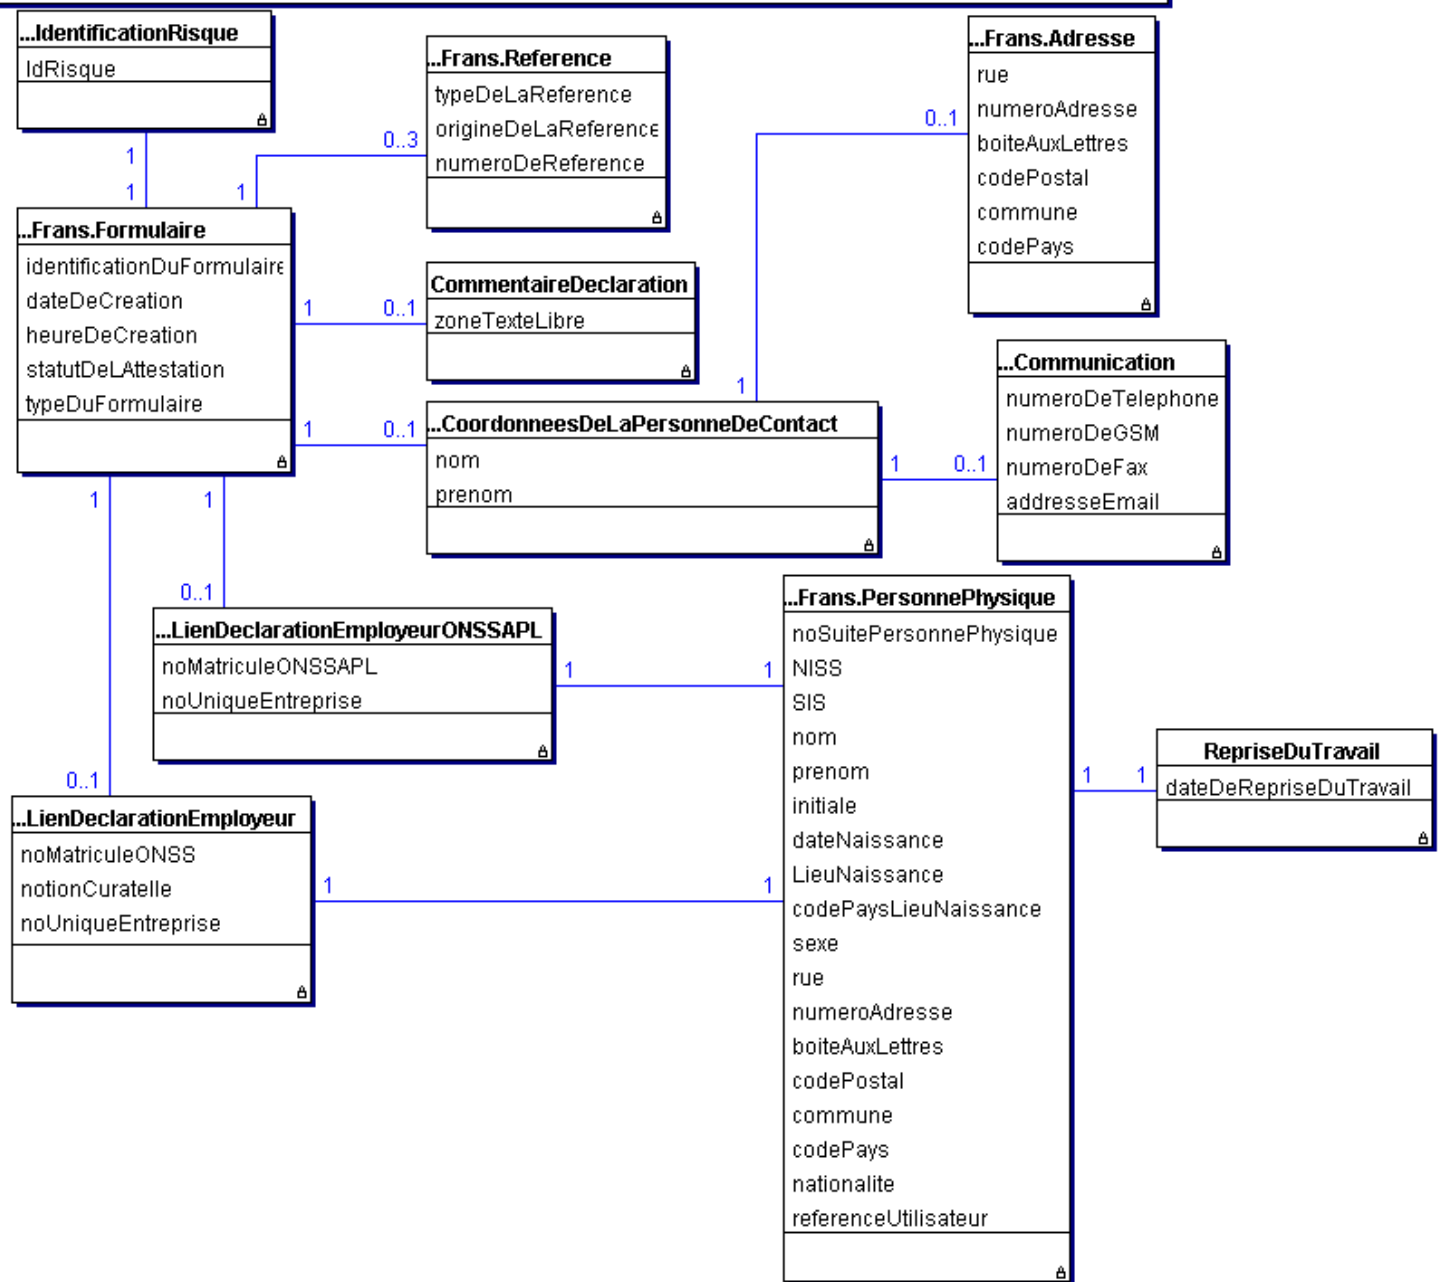 ...IdentificationRisque
IdRisque
...Frans.Reference
typeDeLaReference
origineDeLaReference
numeroDeReference
...Frans.Adresse
rue
numeroAdresse
boiteAuxLettres
codePostal
commune
codePays
1
1
1
0..3
0..1
1
...Frans.Formulaire
identificationDuFormulaire
dateDeCreation
heureDeCreation
statutDeLAttestation
typeDuFormulaire
1
0..1
CommentaireDeclaration
zoneTexteLibre
1
0..1
...CoordonneesDeLaPersonneDeContact
nom
prenom
1
0..1
...Communication
numeroDeTelephone
numeroDeGSM
numeroDeFax
addresseEmail
1
1
0..1
0..1
...LienDeclarationEmployeurONSSAPL
noMatriculeONSSAPL
noUniqueEntreprise
1
1
...LienDeclarationEmployeur
noMatriculeONSS
notionCuratelle
noUniqueEntreprise
1
1
...Frans.PersonnePhysique
noSuitePersonnePhysique
NISS
SIS
nom
prenom
initiale
dateNaissance
LieuNaissance
codePaysLieuNaissance
sexe
rue
numeroAdresse
boiteAuxLettres
codePostal
commune
codePays
nationalite
referenceUtilisateur
1
1
RepriseDuTravail
dateDeRepriseDuTravail